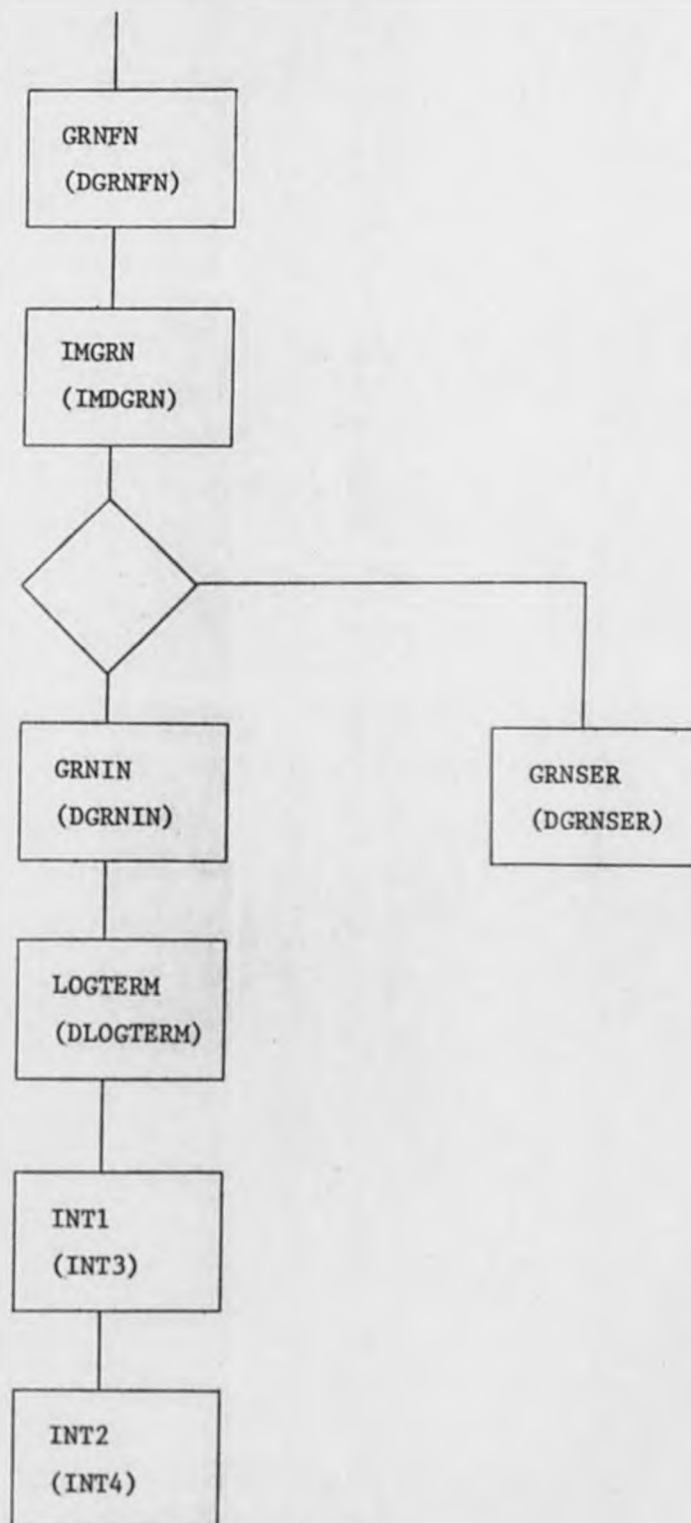 GRNFN
(DGRNFN)
IMGRN
(IMDGRN)
GRNIN
(DGRNIN)
GRNSER
(DGRNSER)
LOGTERM
(DLOGTERM)
INT1
(INT3)
INT2
(INT4)